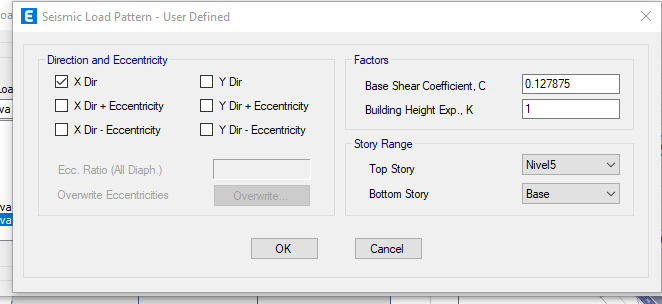 E Seismic Load Pattern - User Defined
Direction and Eccentricity
X Dir
Y Dir
X Dir + Eccentricity
Y Dir + Eccentricity
X Dir - Eccentricity
Y Dir - Eccentricity
Ecc. Ratio (All Diaph.)
Overwrite Eccentricities
Overwrite...
Factors
Base Shear Coefficient, C
0.127875
Building Height Exp., K
1
Story Range
Top Story
Nivel5
Bottom Story
Base
OK
Cancel